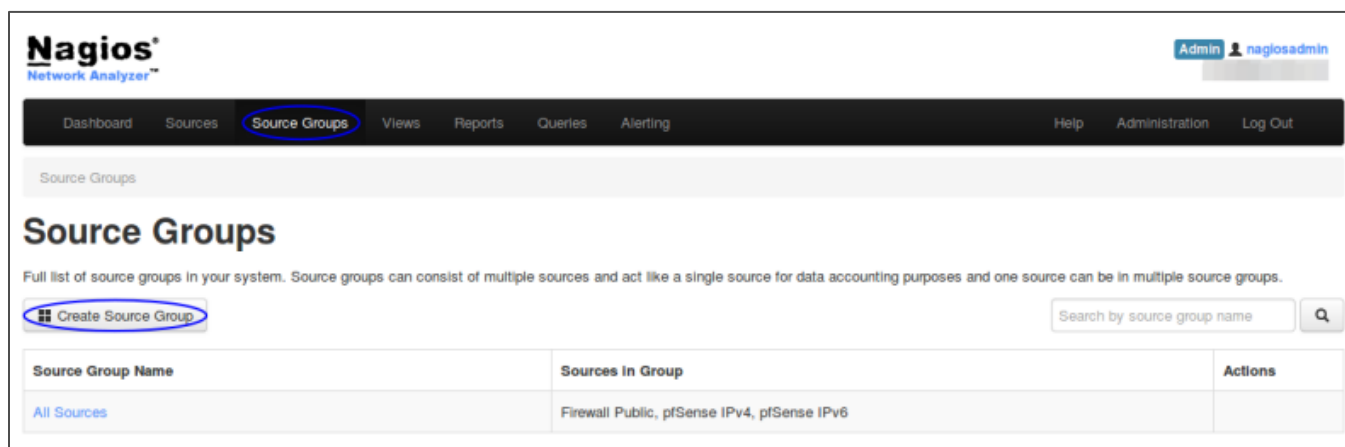 Nagios®
Network Analyzer™
Admin nagiosadmin
Dashboard Sources Source Groups Views Reports Queries Alerting Help Administration Log Out
Source Groups
Source Groups
Full list of source groups in your system. Source groups can consist of multiple sources and act like a single source for data accounting purposes and one source can be in multiple source groups.
Create Source Group Search by source group name
Source Group Name Sources in Group Actions
All Sources Firewall Public, pfSense IPv4, pfSense IPv6